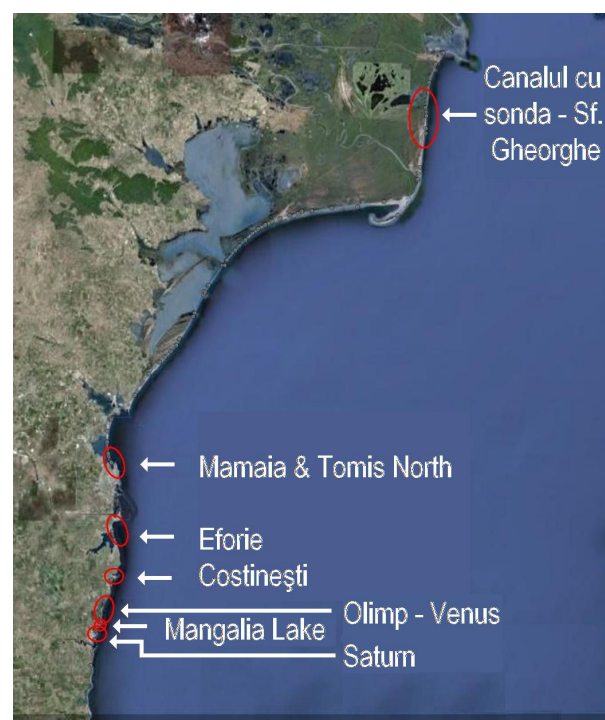 Canalul cu
sonda - Sf.
Gheorghe
Mamaia & Tomis North
Eforie
Costineşti
Olimp - Venus
Mangalia Lake
Saturn